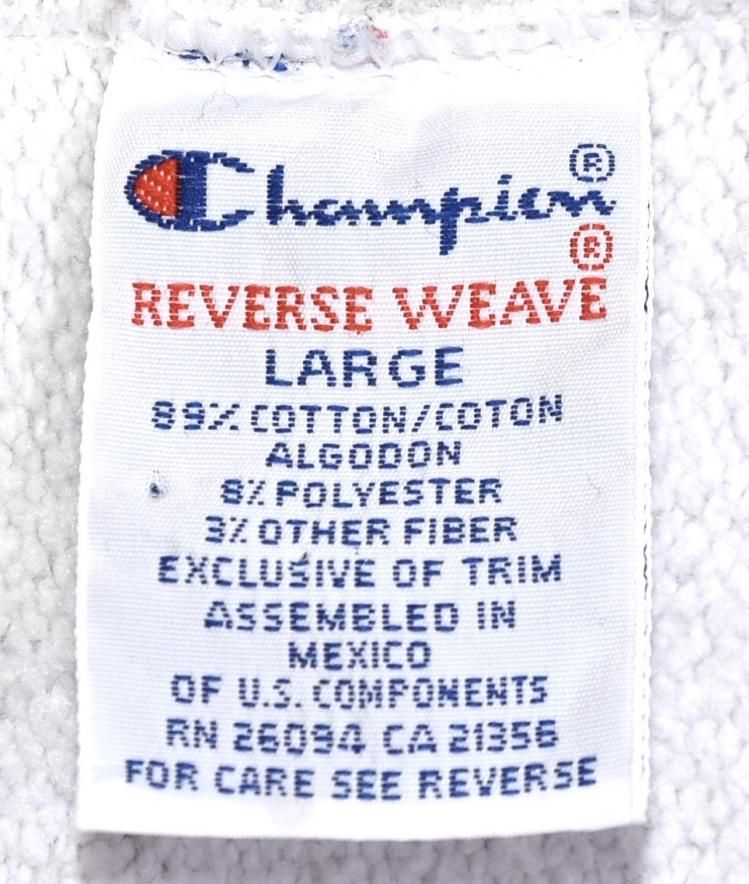 Champion®
REVERSE WEAVE®
LARGE
89% COTTON/COTON
ALGODON
8% POLYESTER
3% OTHER FIBER
EXCLUSIVE OF TRIM
ASSEMBLED IN
MEXICO
OF U.S. COMPONENTS
RN 26094 CA 21356
FOR CARE SEE REVERSE